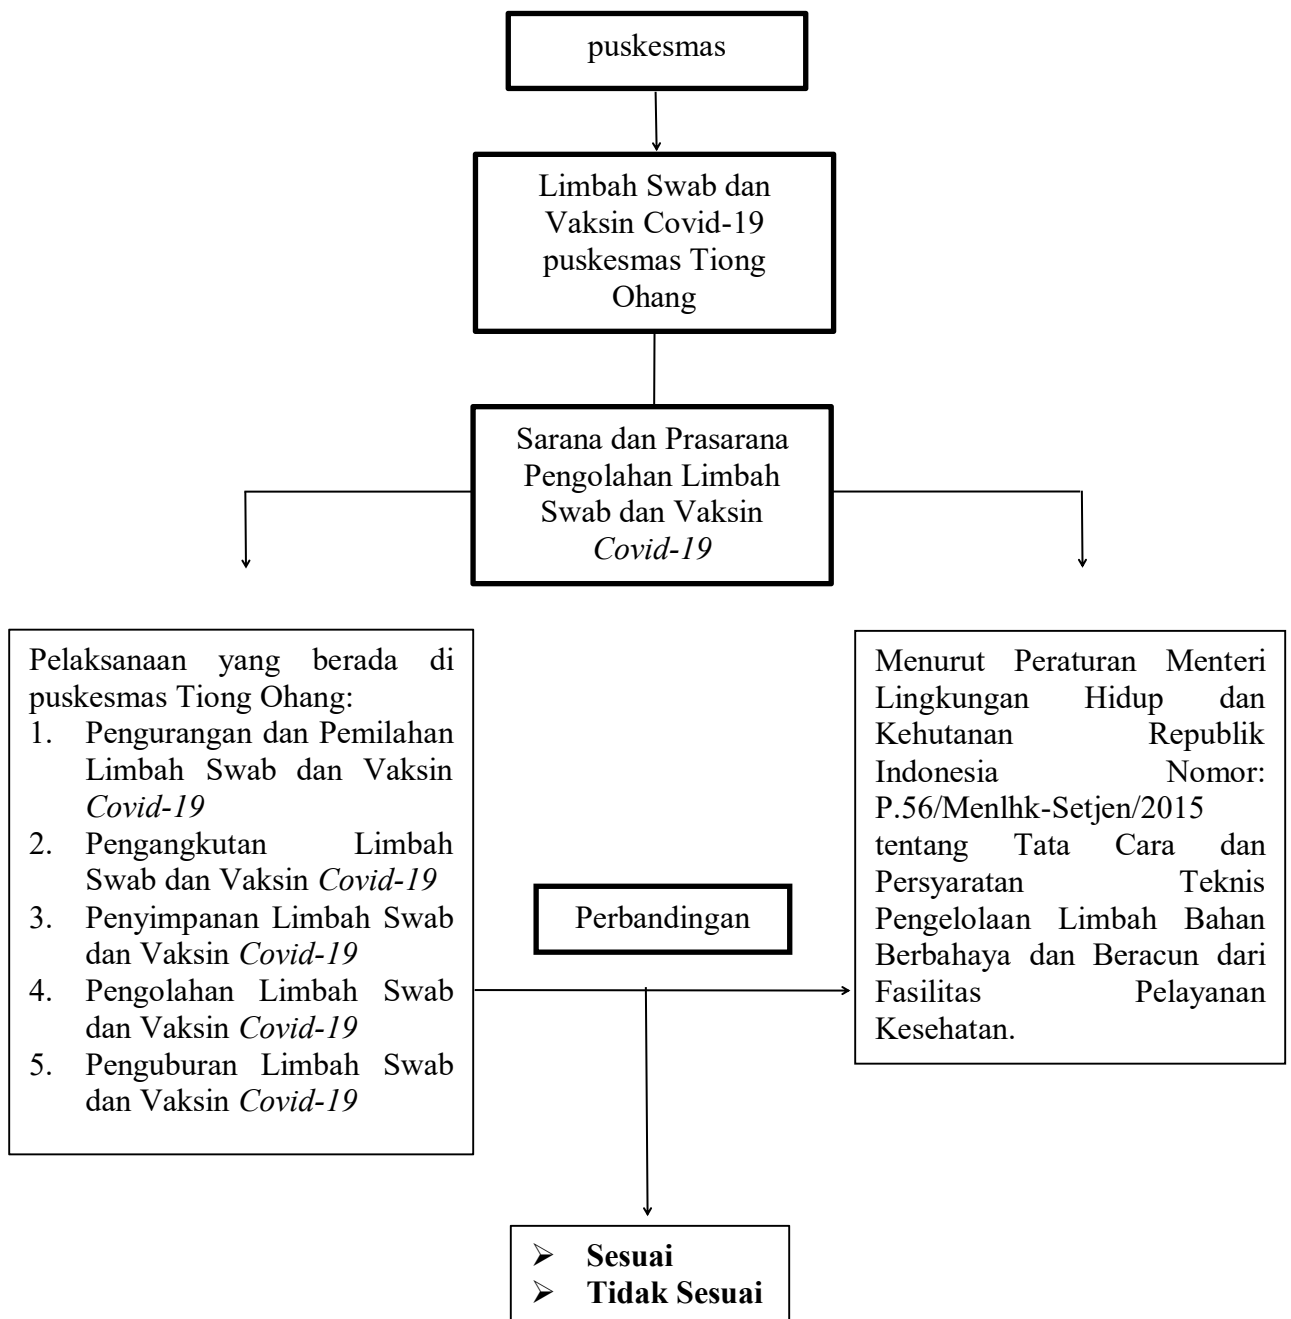 puskesmas
Limbah Swab dan
Vaksin Covid-19
puskesmas Tiong
Ohang
Sarana dan Prasarana
Pengolahan Limbah
Swab dan Vaksin
Covid-19
Pelaksanaan yang berada di
puskesmas Tiong Ohang:
1. Pengurangan dan Pemilahan
Limbah Swab dan Vaksin
Covid-19
2. Pengangkutan Limbah
Swab dan Vaksin Covid-19
3. Penyimpanan Limbah Swab
dan Vaksin Covid-19
4. Pengolahan Limbah Swab
dan Vaksin Covid-19
5. Penguburan Limbah Swab
dan Vaksin Covid-19
Perbandingan
Menurut Peraturan Menteri
Lingkungan Hidup dan
Kehutanan Republik
Indonesia Nomor:
P.56/Menlhk-Setjen/2015
tentang Tata Cara dan
Persyaratan Teknis
Pengelolaan Limbah Bahan
Berbahaya dan Beracun dari
Fasilitas Pelayanan
Kesehatan.
➢ Sesuai
➢ Tidak Sesuai